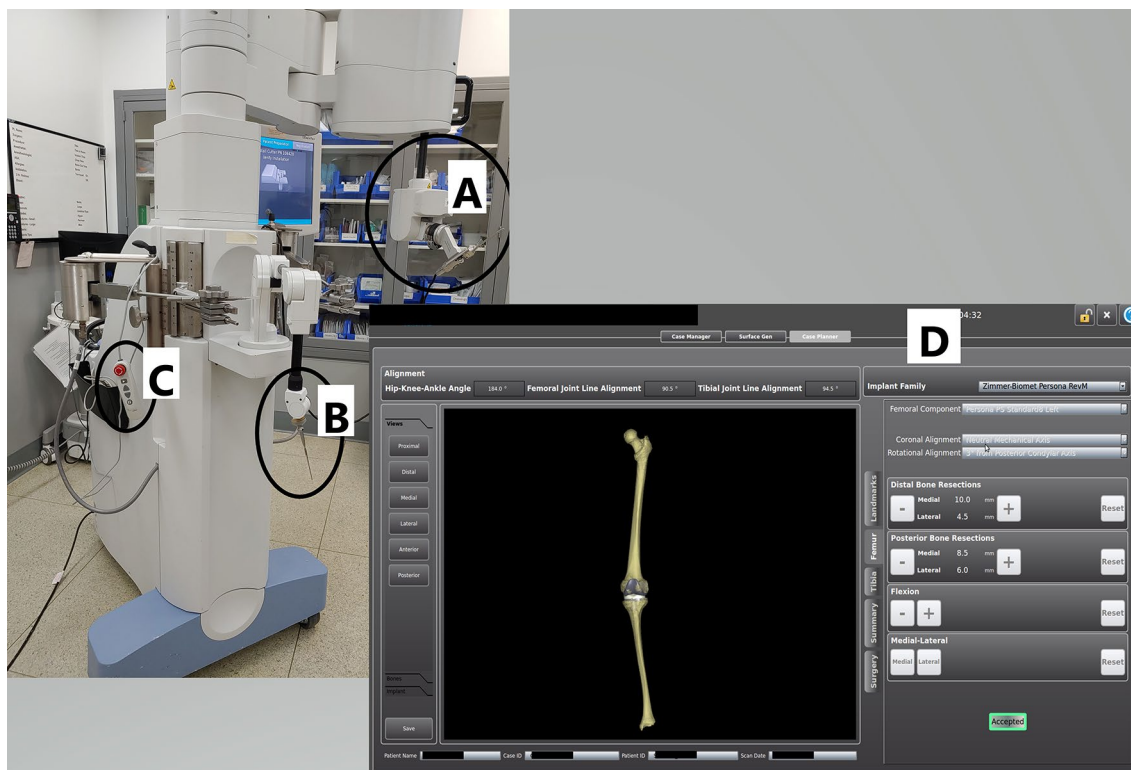 A
B
C
D
04:32
Case Manager
Surface Gen
Case Planner
Alignment
Hip-Knee-Ankle Angle 184.0 ° Femoral Joint Line Alignment 90.5 ° Tibial Joint Line Alignment 94.5 °
Implant Family Zimmer-Biomet Persona RevM
Femoral Component Persona PS Standard Left
Coronal Alignment Neutral Mechanical Axis
Rotational Alignment 3° from Posterior Condylar Axis
Views
Proximal
Distal
Medial
Lateral
Anterior
Posterior
Bones
Implant
Save
Landmarks
Femur
Tibia
Summary
Surgery
Distal Bone Resections
- Medial 10.0 mm + Reset
Lateral 4.5 mm
Posterior Bone Resections
- Medial 8.5 mm + Reset
Lateral 6.0 mm
Flexion
- + Reset
Medial-Lateral
Medial Lateral Reset
Accepted
Patient Name Case ID Patient ID Scan Date